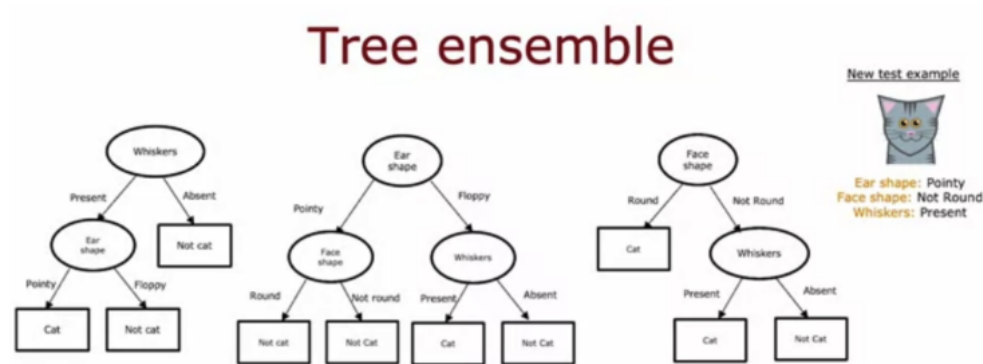 Tree ensemble
New test example
Ear shape: Pointy
Face shape: Not Round
Whiskers: Present
Whiskers
Present
Absent
Ear
shape
Not cat
Pointy
Floppy
Cat
Not cat
Ear
shape
Pointy
Floppy
Face
shape
Whiskers
Round
Not round
Present
Absent
Not cat
Not Cat
Cat
Not Cat
Face
shape
Round
Not Round
Cat
Whiskers
Present
Absent
Cat
Not Cat